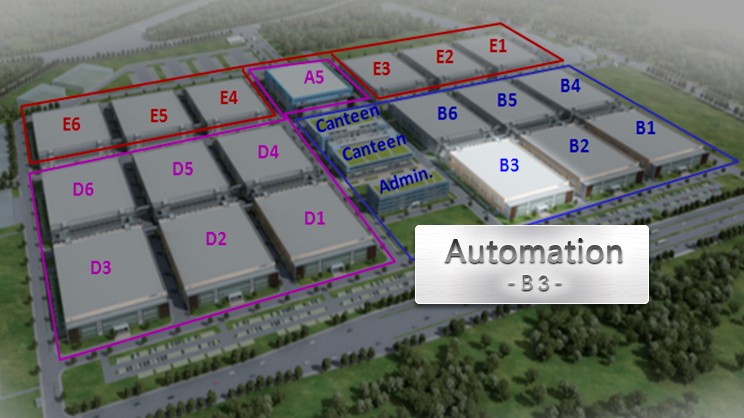 E1
E2
E3
A5
E4
E5
E6
B4
B5
B6
B1
B2
B3
Canteen
Canteen
Admin.
D4
D5
D6
D1
D2
D3
Automation
- B 3 -